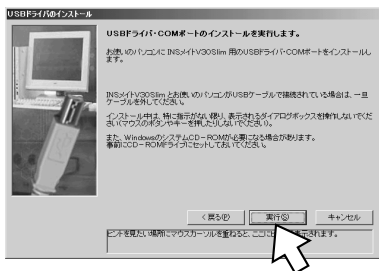 USBドライバのインストール
USBドライバ・COMポートのインストールを実行します。
お使いのパソコンに INSメイトV30Slim 用のUSBドライバ・COMポートをインストールし
ます。
INSメイトV30Slim とお使いのパソコンがUSBケーブルで接続されている場合は、一旦
ケーブルを外してください。
インストール中は、特に指示がない限り、表示されるダイアログボックスを操作しないでくだ
さい(マウスのボタンやキーを押したりしないでください)。
また、WindowsのシステムCD-ROMが必要になる場合があります。
事前にCD-ROMドライブにセットしておいてください。
< 戻る(P)
実行(S)
キャンセル
ヒントを見たい場所にマウスカーソルを重ねると、ここに
表示されます。